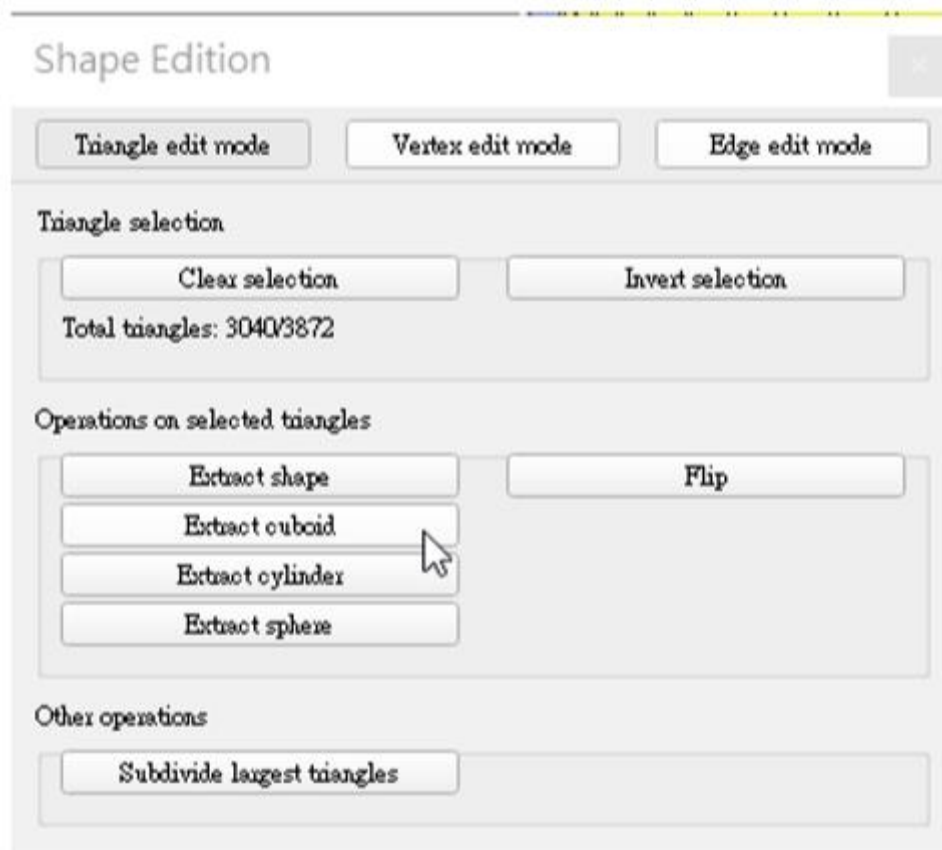 Shape Edition
Triangle edit mode Vertex edit mode Edge edit mode
Triangle selection
Clear selection Invert selection
Total triangles: 3040/3872
Operations on selected triangles
Extract shape Flip
Extract cuboid
Extract cylinder
Extract sphere
Other operations
Subdivide largest triangles